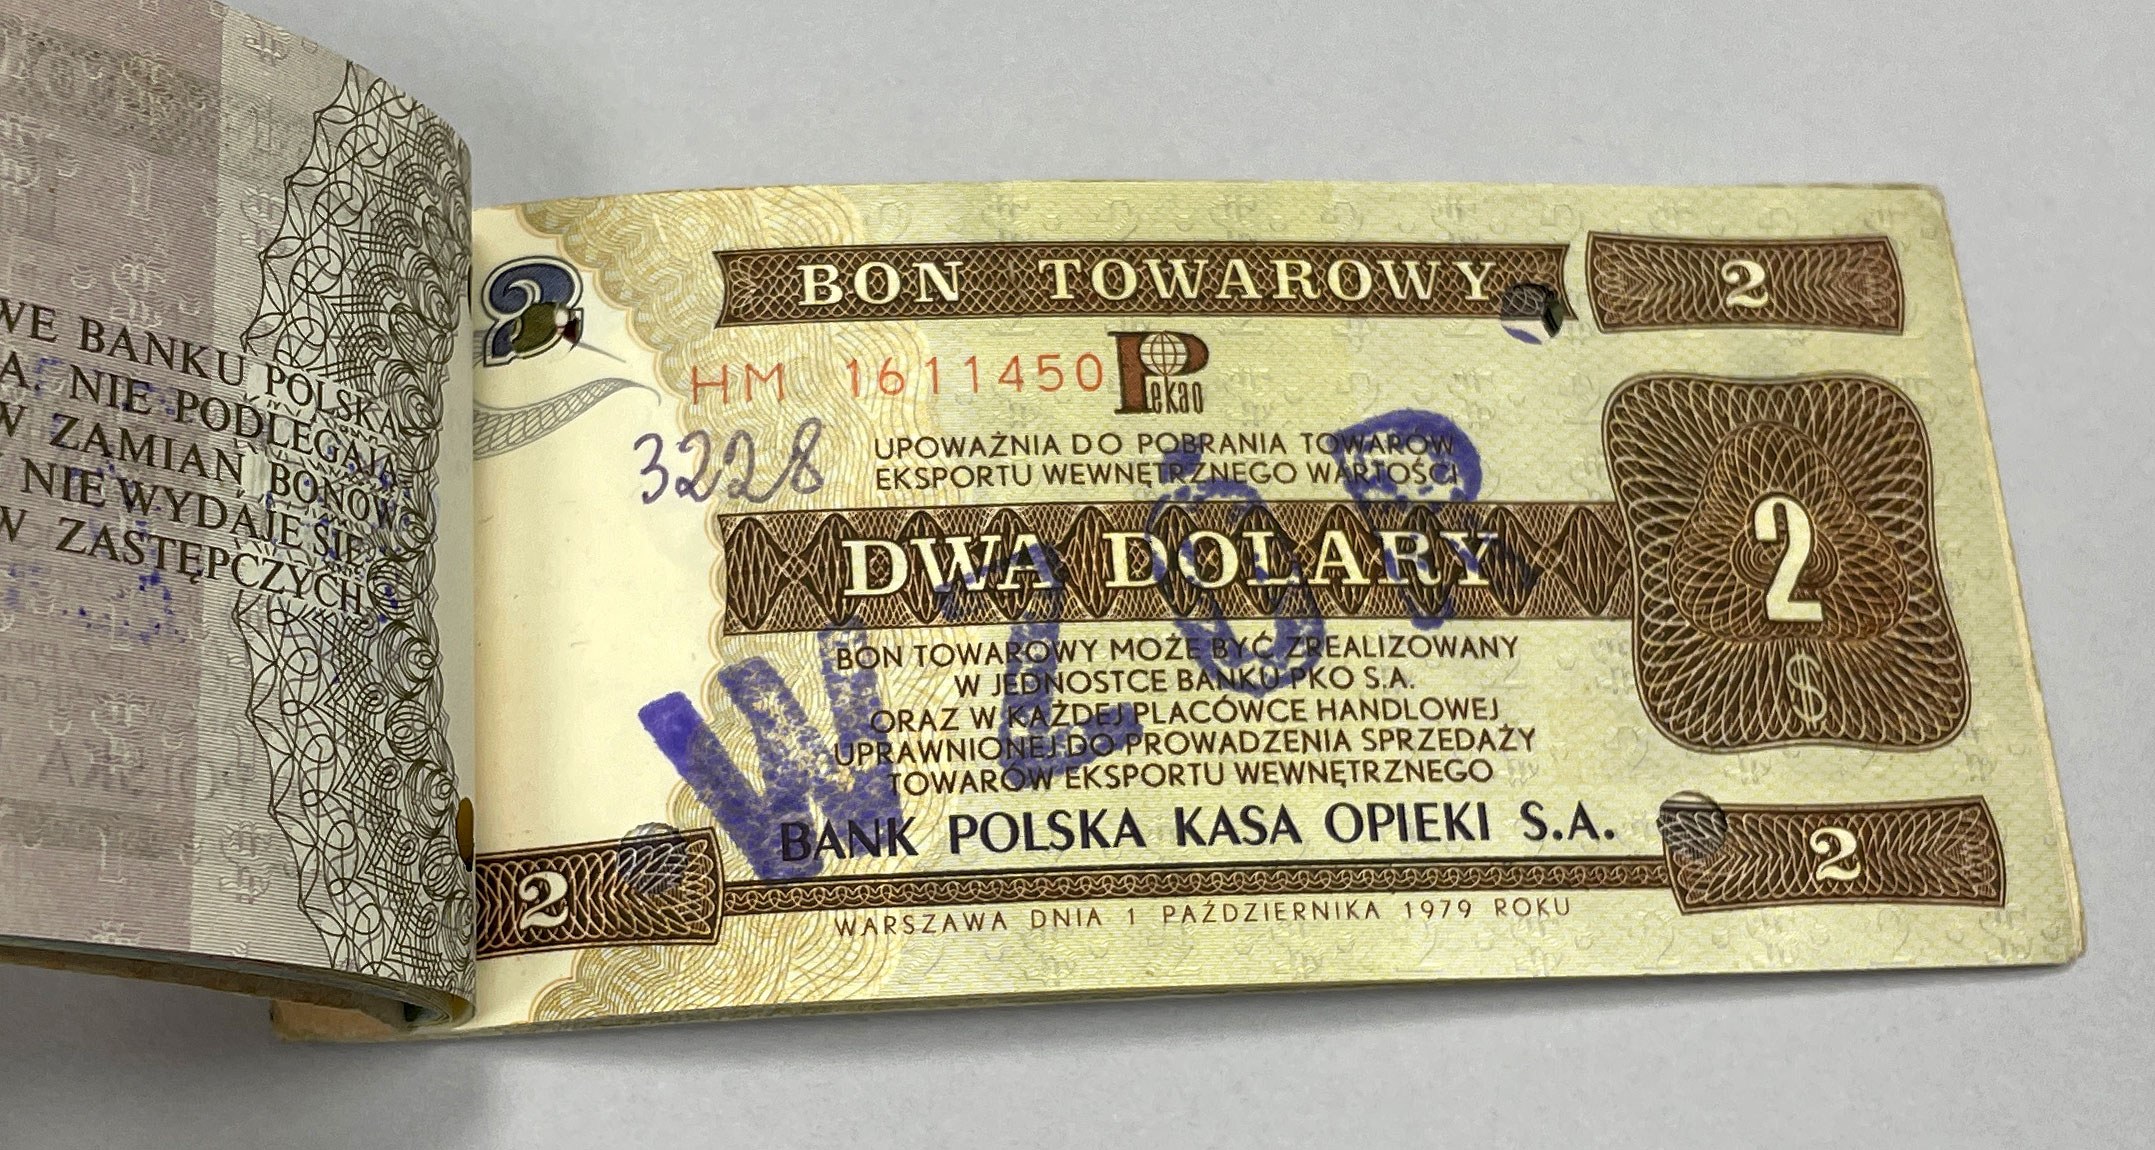 WE BANKU POLSKA
A. NIE PODLEGAJĄ
W ZAMIAN BONÓW
NIE WYDAJE SIĘ
W ZASTĘPCZYCH
2
BON TOWAROWY
2
HM 1611450
Pekao
3228
UPOWAŻNIA DO POBRANIA TOWARÓW
EKSPORTU WEWNĘTRZNEGO WARTOŚCI
DWA DOLARY
2
$
WZÓR
BON TOWAROWY MOŻE BYĆ ZREALIZOWANY
W JEDNOSTCE BANKU PKO S.A.
ORAZ W KAŻDEJ PLACÓWCE HANDLOWEJ
UPRAWNIONEJ DO PROWADZENIA SPRZEDAŻY
TOWARÓW EKSPORTU WEWNĘTRZNEGO
BANK POLSKA KASA OPIEKI S.A.
2
2
WARSZAWA DNIA 1 PAŹDZIERNIKA 1979 ROKU